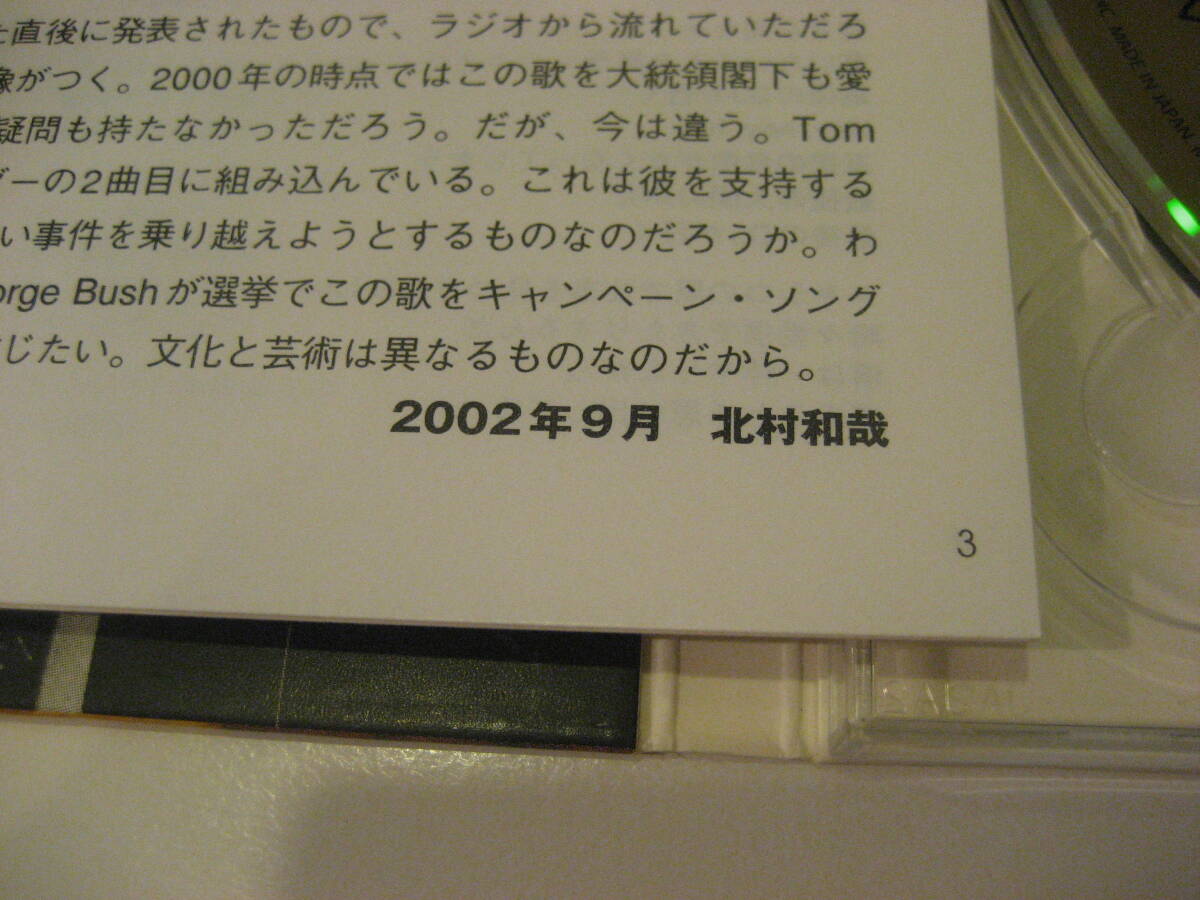 直後に発表されたもので、ラジオから流れていただろ
像がつく。2000年の時点ではこの歌を大統領閣下も愛
疑問も持たなかっただろう。だが、今は違う。Tom
ーの2曲目に組み込んでいる。これは彼を支持する
い事件を乗り越えようとするものなのだろうか。わ
orge Bushが選挙でこの歌をキャンペーン・ソング
じたい。文化と芸術は異なるものなのだから。
2002年9月　北村和哉
3
MADE IN JAPAN